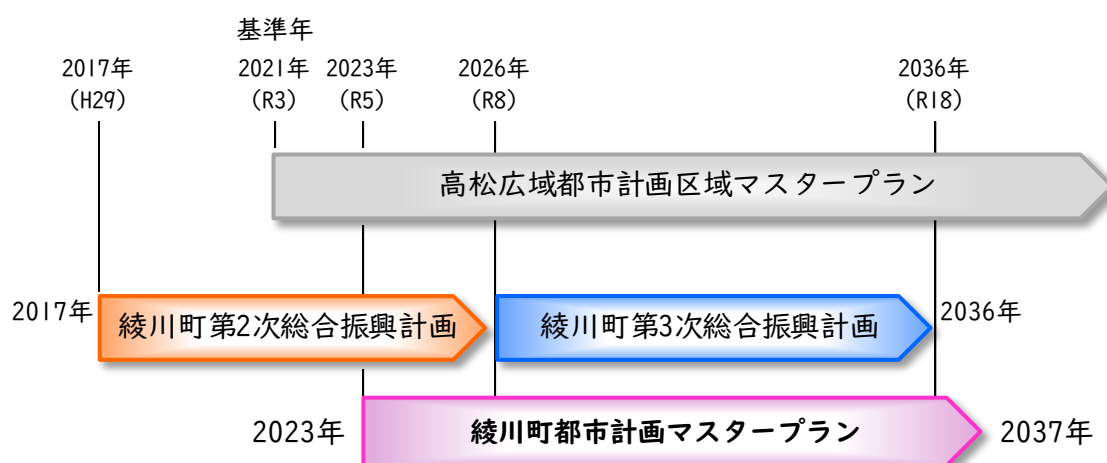 基準年
2017年 2021年 2023年 2026年 2036年
(H29) (R3) (R5) (R8) (R18)
高松広域都市計画区域マスタープラン
2017年 綾川町第2次総合振興計画 綾川町第3次総合振興計画 2036年
2023年 綾川町都市計画マスタープラン 2037年